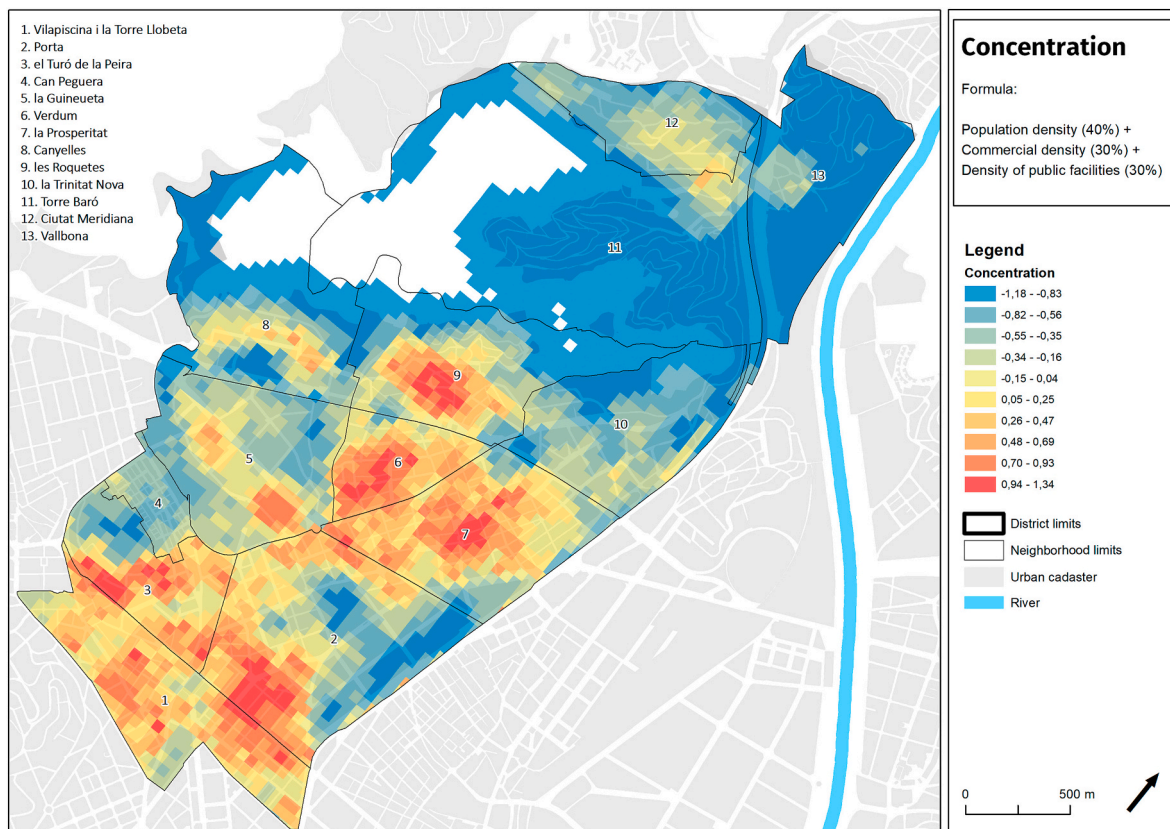 1. Vilapiscina i la Torre Llobeta
2. Porta
3. el Turó de la Peira
4. Can Peguera
5. la Guineueta
6. Verdum
7. la Prosperitat
8. Canyelles
9. les Roquetes
10. la Trinitat Nova
11. Torre Baró
12. Ciutat Meridiana
13. Vallbona
12
13
11
8
9
10
6
5
4
7
3
2
1
Concentration
Formula:
Population density (40%) +
Commercial density (30%) +
Density of public facilities (30%)
Legend
Concentration
-1,18 - -0,83
-0,82 - -0,56
-0,55 - -0,35
-0,34 - -0,16
-0,15 - 0,04
0,05 - 0,25
0,26 - 0,47
0,48 - 0,69
0,70 - 0,93
0,94 - 1,34
District limits
Neighborhood limits
Urban cadaster
River
0 500 m